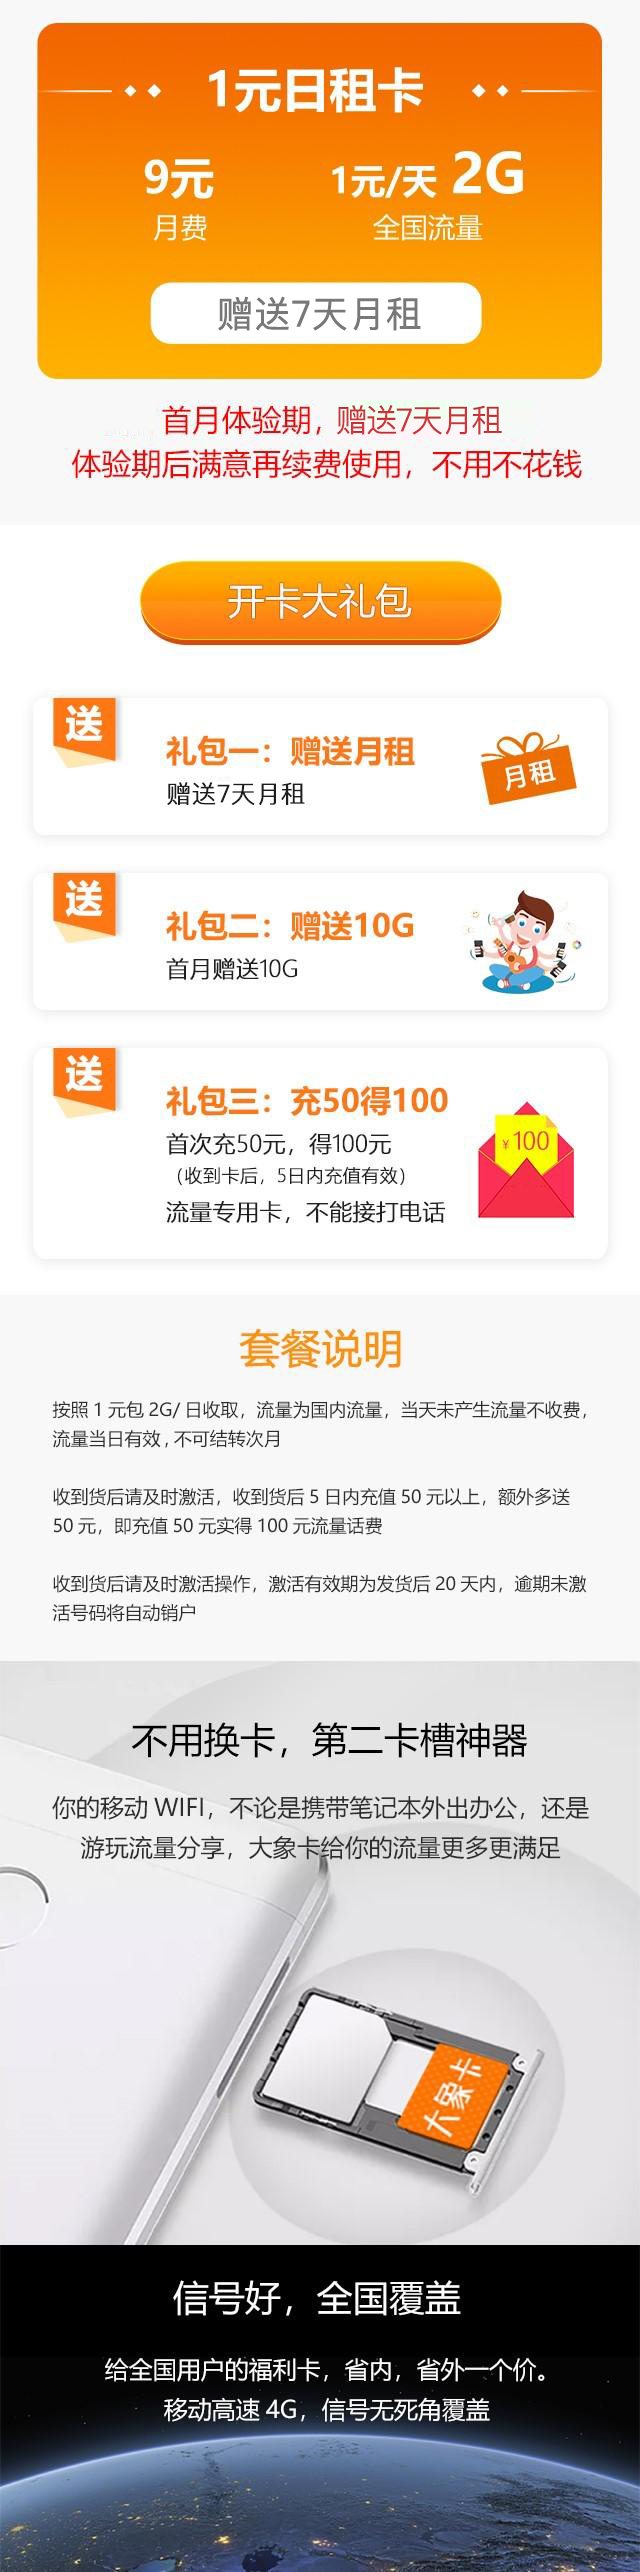 1元日租卡
9元
月费
1元/天 2G
全国流量
赠送7天月租
首月体验期，赠送7天月租
体验期后满意再续费使用，不用不花钱
开卡大礼包
送
礼包一：赠送月租
赠送7天月租
月租
送
礼包二：赠送10G
首月赠送10G
送
礼包三：充50得100
首次充50元，得100元
（收到卡后，5日内充值有效）
流量专用卡，不能接打电话
¥100
套餐说明
按照 1 元包 2G/ 日收取，流量为国内流量，当天未产生流量不收费，
流量当日有效 , 不可结转次月
收到货后请及时激活，收到货后 5 日内充值 50 元以上，额外多送
50 元，即充值 50 元实得 100 元流量话费
收到货后请及时激活操作，激活有效期为发货后 20 天内，逾期未激
活号码将自动销户
不用换卡，第二卡槽神器
你的移动 WIFI，不论是携带笔记本外出办公，还是
游玩流量分享，大象卡给你的流量更多更满足
大象卡
信号好，全国覆盖
给全国用户的福利卡，省内，省外一个价。
移动高速 4G，信号无死角覆盖